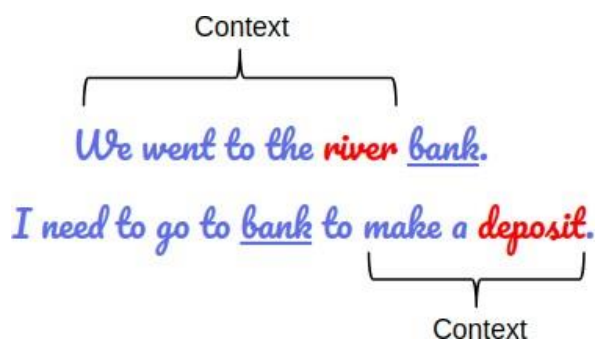 Context
We went to the river bank.
I need to go to bank to make a deposit.
Context